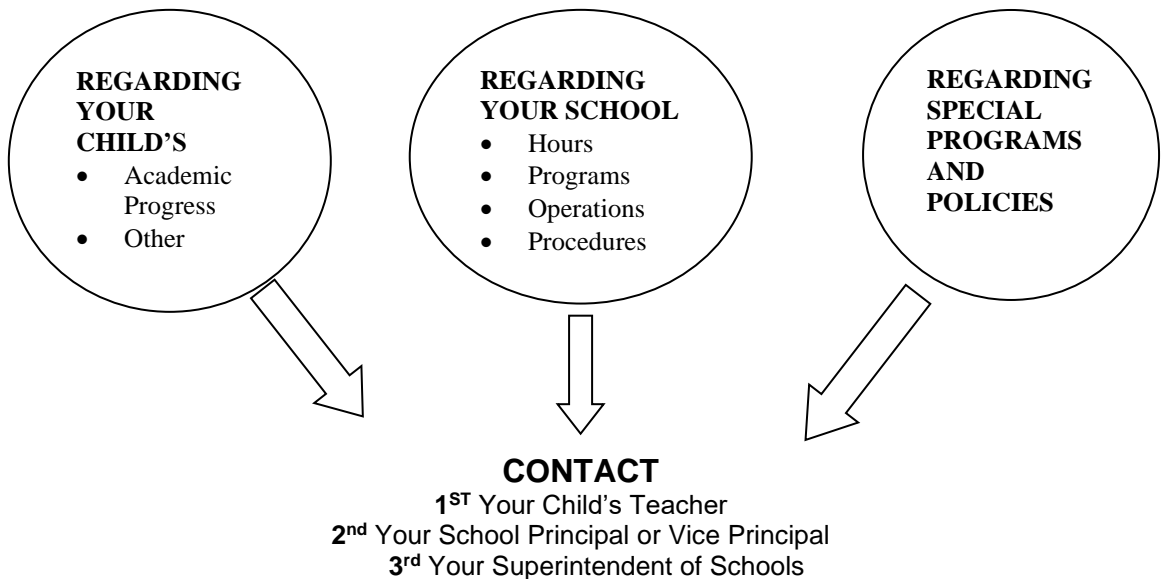 REGARDING
YOUR
CHILD’S
• Academic
Progress
• Other
REGARDING
YOUR SCHOOL
• Hours
• Programs
• Operations
• Procedures
REGARDING
SPECIAL
PROGRAMS
AND
POLICIES
CONTACT
1ST Your Child’s Teacher
2nd Your School Principal or Vice Principal
3rd Your Superintendent of Schools